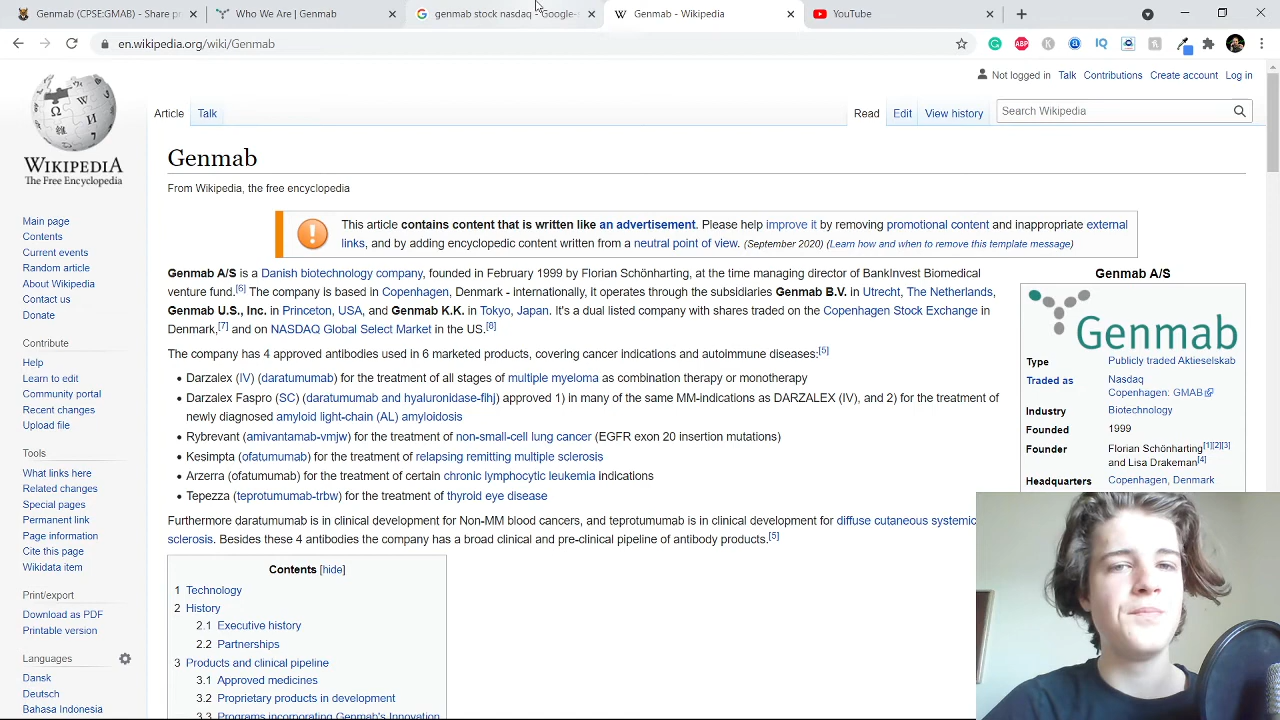 Genmab (CPSE:GMAB) - Share pr
Who We Are | Genmab
genmab stock nasdaq - Google-s
Genmab - Wikipedia
YouTube
en.wikipedia.org/wiki/Genmab
Not logged in Talk Contributions Create account Log in
Article Talk Read Edit View history Search Wikipedia
WIKIPEDIA
The Free Encyclopedia
Main page
Contents
Current events
Random article
About Wikipedia
Contact us
Donate
Contribute
Help
Learn to edit
Community portal
Recent changes
Upload file
Tools
What links here
Related changes
Special pages
Permanent link
Page information
Cite this page
Wikidata item
Print/export
Download as PDF
Printable version
Languages
Dansk
Deutsch
Bahasa Indonesia
Genmab
From Wikipedia, the free encyclopedia
This article contains content that is written like an advertisement. Please help improve it by removing promotional content and inappropriate external
links, and by adding encyclopedic content written from a neutral point of view. (September 2020) (Learn how and when to remove this template message)
Genmab A/S is a Danish biotechnology company, founded in February 1999 by Florian Schönharting, at the time managing director of BankInvest Biomedical
venture fund.[6] The company is based in Copenhagen, Denmark - internationally, it operates through the subsidiaries Genmab B.V. in Utrecht, The Netherlands,
Genmab U.S., Inc. in Princeton, USA, and Genmab K.K. in Tokyo, Japan. It's a dual listed company with shares traded on the Copenhagen Stock Exchange in
Denmark,[7] and on NASDAQ Global Select Market in the US.[8]
The company has 4 approved antibodies used in 6 marketed products, covering cancer indications and autoimmune diseases:[5]
• Darzalex (IV) (daratumumab) for the treatment of all stages of multiple myeloma as combination therapy or monotherapy
• Darzalex Faspro (SC) (daratumumab and hyaluronidase-fihj) approved 1) in many of the same MM-indications as DARZALEX (IV), and 2) for the treatment of
newly diagnosed amyloid light-chain (AL) amyloidosis
• Rybrevant (amivantamab-vmjw) for the treatment of non-small-cell lung cancer (EGFR exon 20 insertion mutations)
• Kesimpta (ofatumumab) for the treatment of relapsing remitting multiple sclerosis
• Arzerra (ofatumumab) for the treatment of certain chronic lymphocytic leukemia indications
• Tepezza (teprotumumab-trbw) for the treatment of thyroid eye disease
Furthermore daratumumab is in clinical development for Non-MM blood cancers, and teprotumumab is in clinical development for diffuse cutaneous systemic
sclerosis. Besides these 4 antibodies the company has a broad clinical and pre-clinical pipeline of antibody products.[5]
Contents [hide]
1 Technology
2 History
2.1 Executive history
2.2 Partnerships
3 Products and clinical pipeline
3.1 Approved medicines
3.2 Proprietary products in development
3.3 Programs incorporating Genmab's Innovation
Genmab A/S
Genmab
Type Publicly traded Aktieselskab
Traded as Nasdaq
Copenhagen: GMAB
Industry Biotechnology
Founded 1999
Founder Florian Schönharting[1][2][3]
and Lisa Drakeman[4]
Headquarters Copenhagen, Denmark